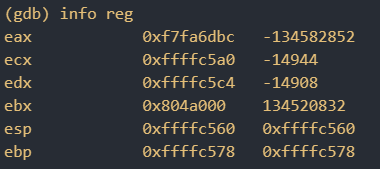 (gdb) info reg
eax 0xf7fa6dbc -134582852
ecx 0xffffc5a0 -14944
edx 0xffffc5c4 -14908
ebx 0x804a000 134520832
esp 0xffffc560 0xffffc560
ebp 0xffffc578 0xffffc578